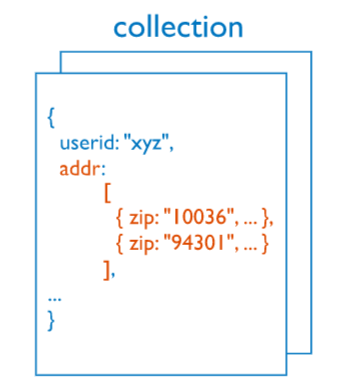 collection
{
userid: "xyz",
addr:
[
{ zip: "10036", ... },
{ zip: "94301", ... }
],
...
}